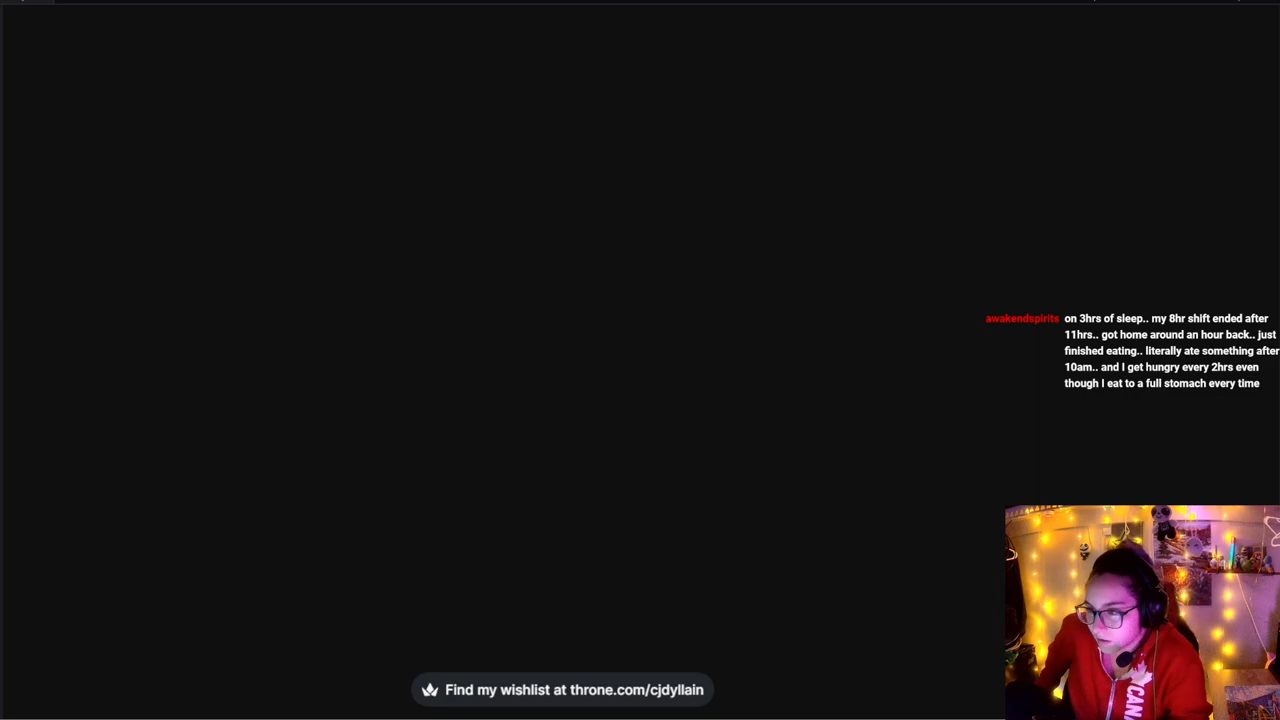 awakendspirits on 3hrs of sleep.. my 8hr shift ended after
11hrs.. got home around an hour back.. just
finished eating.. literally ate something after
10am.. and I get hungry every 2hrs even
though I eat to a full stomach every time
CAN
Find my wishlist at throne.com/cjdyllain